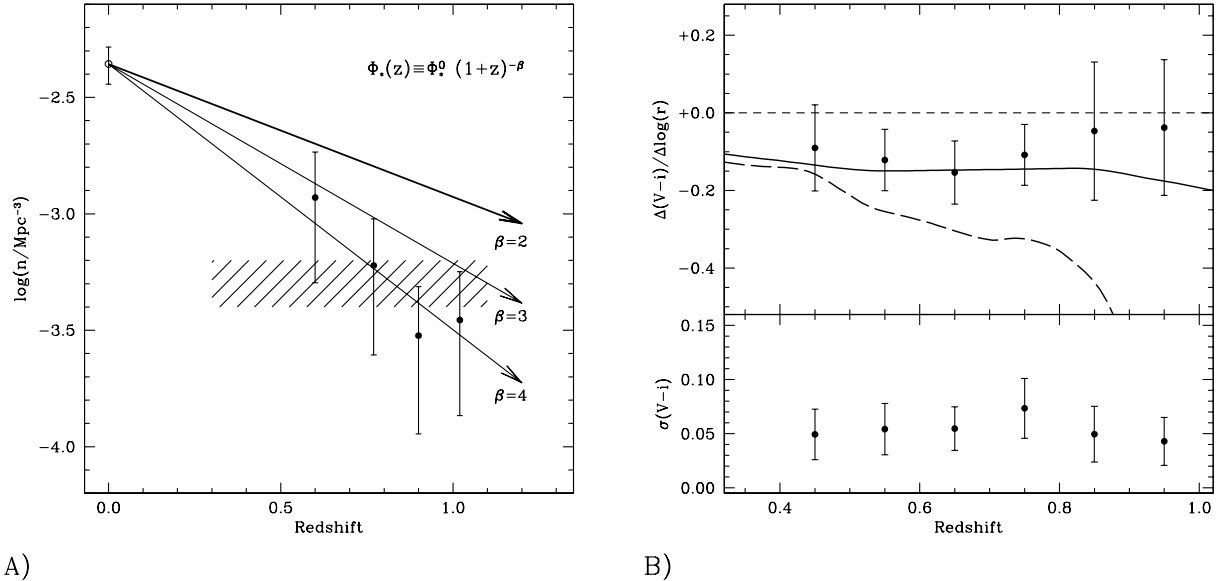 Φ*(z)≡Φ*⁰ (1+z)⁻ᵝ
−2.5
−3.0
−3.5
−4.0
log(n/Mpc⁻³)
β=2
β=3
β=4
0.0
0.5
1.0
Redshift
A)
+0.2
+0.0
−0.2
−0.4
Δ(V−i)/Δlog(r)
0.15
0.10
0.05
0.00
σ(V−i)
0.4
0.6
0.8
1.0
Redshift
B)